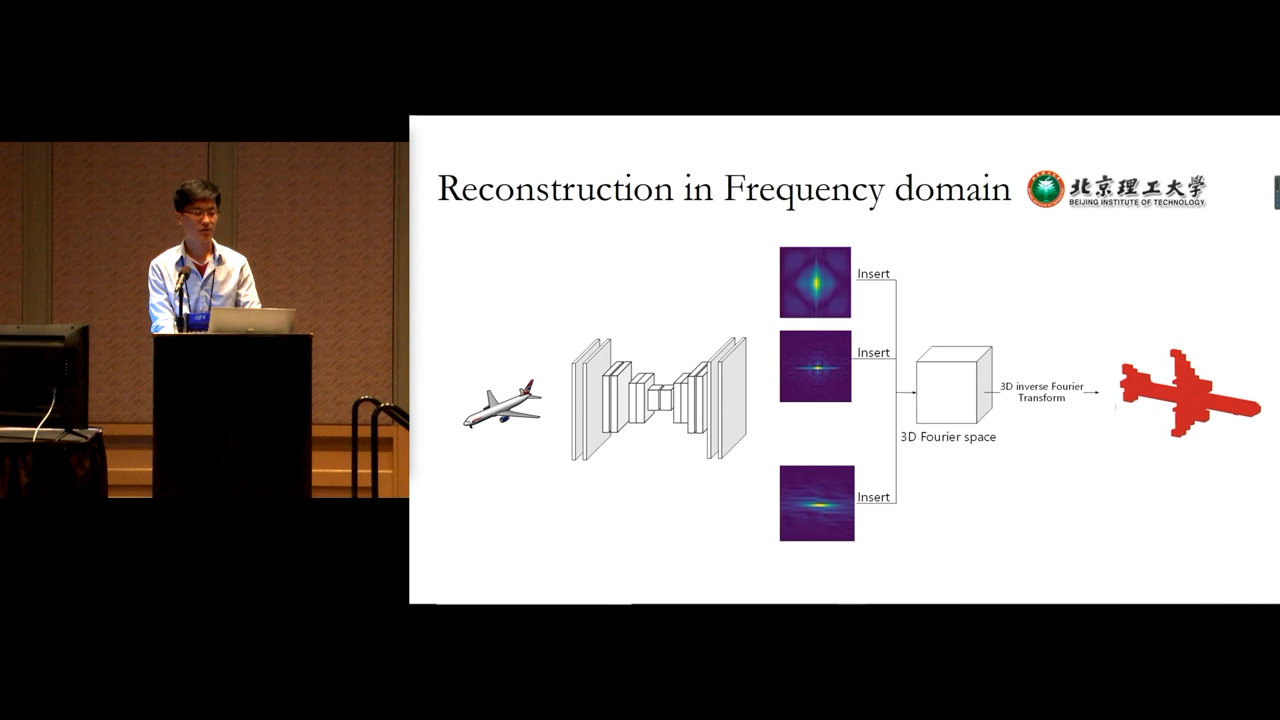 Reconstruction in Frequency domain
北京理工大学
BEIJING INSTITUTE OF TECHNOLOGY
Insert
Insert
3D inverse Fourier
Transform
3D Fourier space
Insert